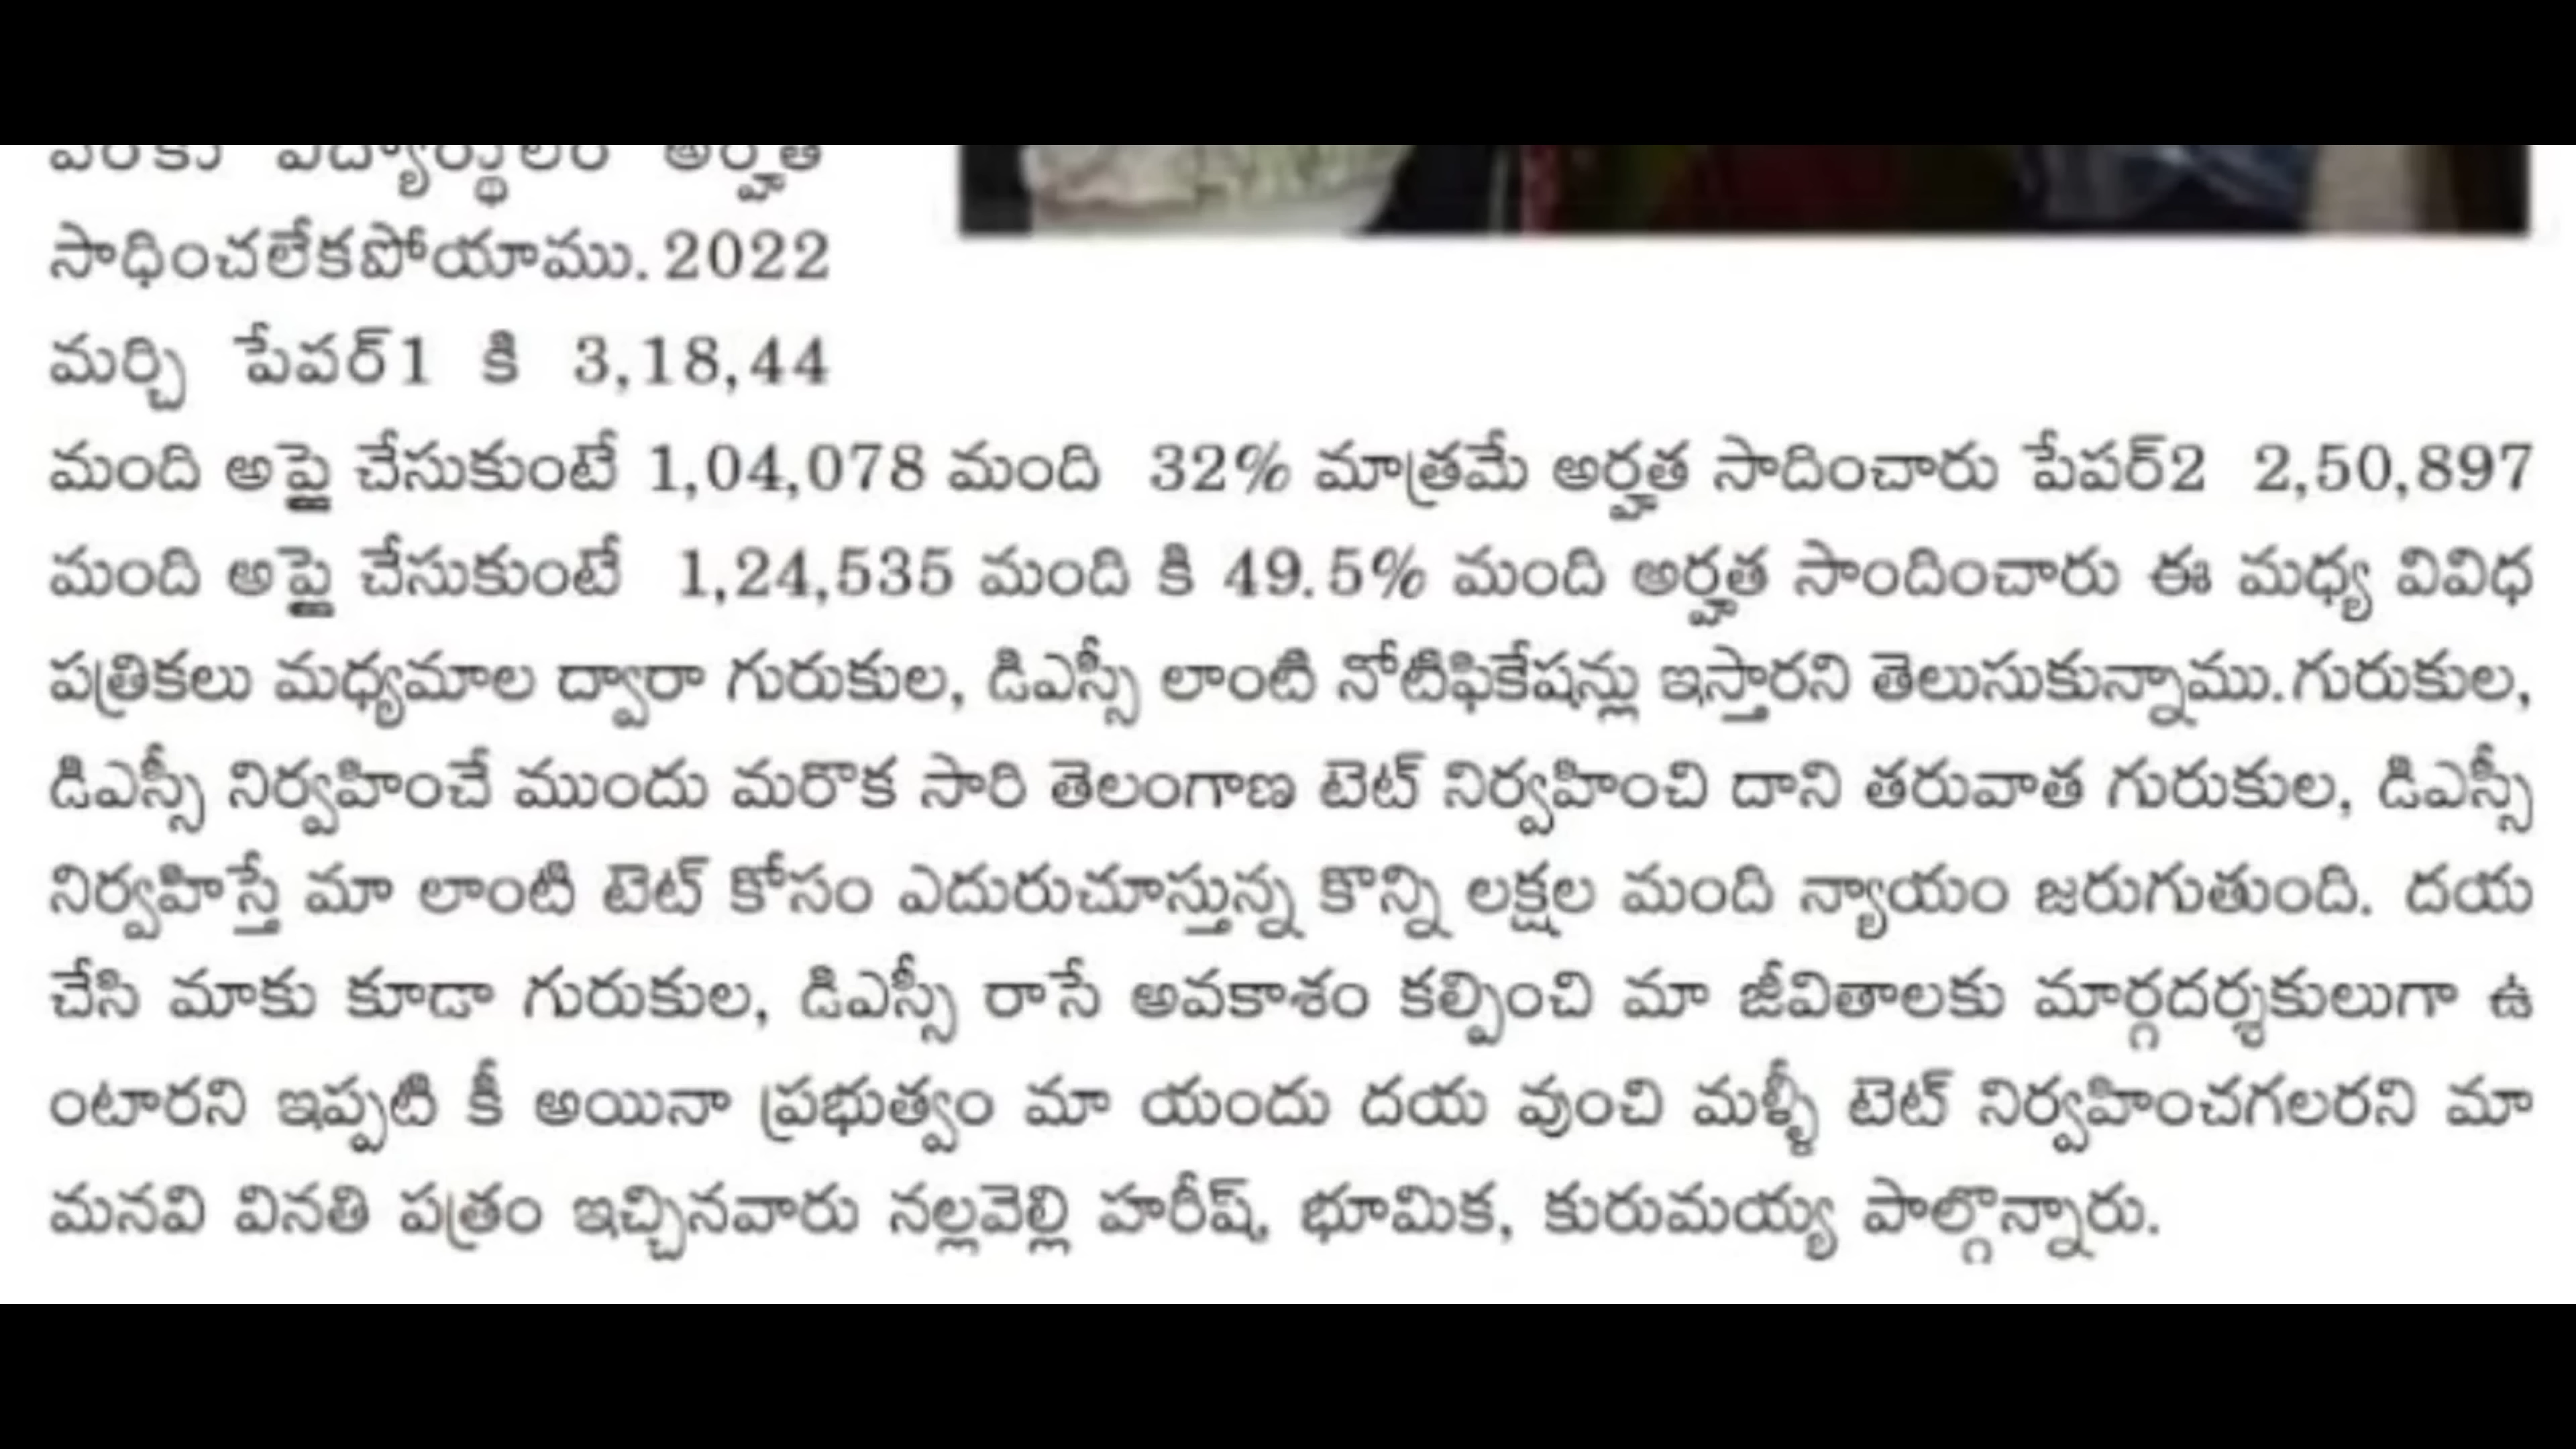 విద్యార్థులం అర్హత
సాధించలేకపోయాము. 2022
మర్చి పేపర్1 కి 3,18,44
మంది అప్లై చేసుకుంటే 1,04,078 మంది 32% మాత్రమే అర్హత సాదించారు పేపర్2 2,50,897
మంది అప్లై చేసుకుంటే 1,24,535 మంది కి 49.5% మంది అర్హత సాందించారు ఈ మధ్య వివిధ
పత్రికలు మధ్యమాల ద్వారా గురుకుల, డిఎస్సీ లాంటి నోటిఫికేషన్లు ఇస్తారని తెలుసుకున్నాము.గురుకుల,
డిఎస్సీ నిర్వహించే ముందు మరొక సారి తెలంగాణ టెట్ నిర్వహించి దాని తరువాత గురుకుల, డిఎస్సీ
నిర్వహిస్తే మా లాంటి టెట్ కోసం ఎదురుచూస్తున్న కొన్ని లక్షల మంది న్యాయం జరుగుతుంది. దయ
చేసి మాకు కూడా గురుకుల, డిఎస్సీ రాసే అవకాశం కల్పించి మా జీవితాలకు మార్గదర్శకులుగా ఉ
ంటారని ఇప్పటి కీ అయినా ప్రభుత్వం మా యందు దయ వుంచి మళ్ళీ టెట్ నిర్వహించగలరని మా
మనవి వినతి పత్రం ఇచ్చినవారు నల్లవెల్లి హరీష్, భూమిక, కురుమయ్య పాల్గొన్నారు.